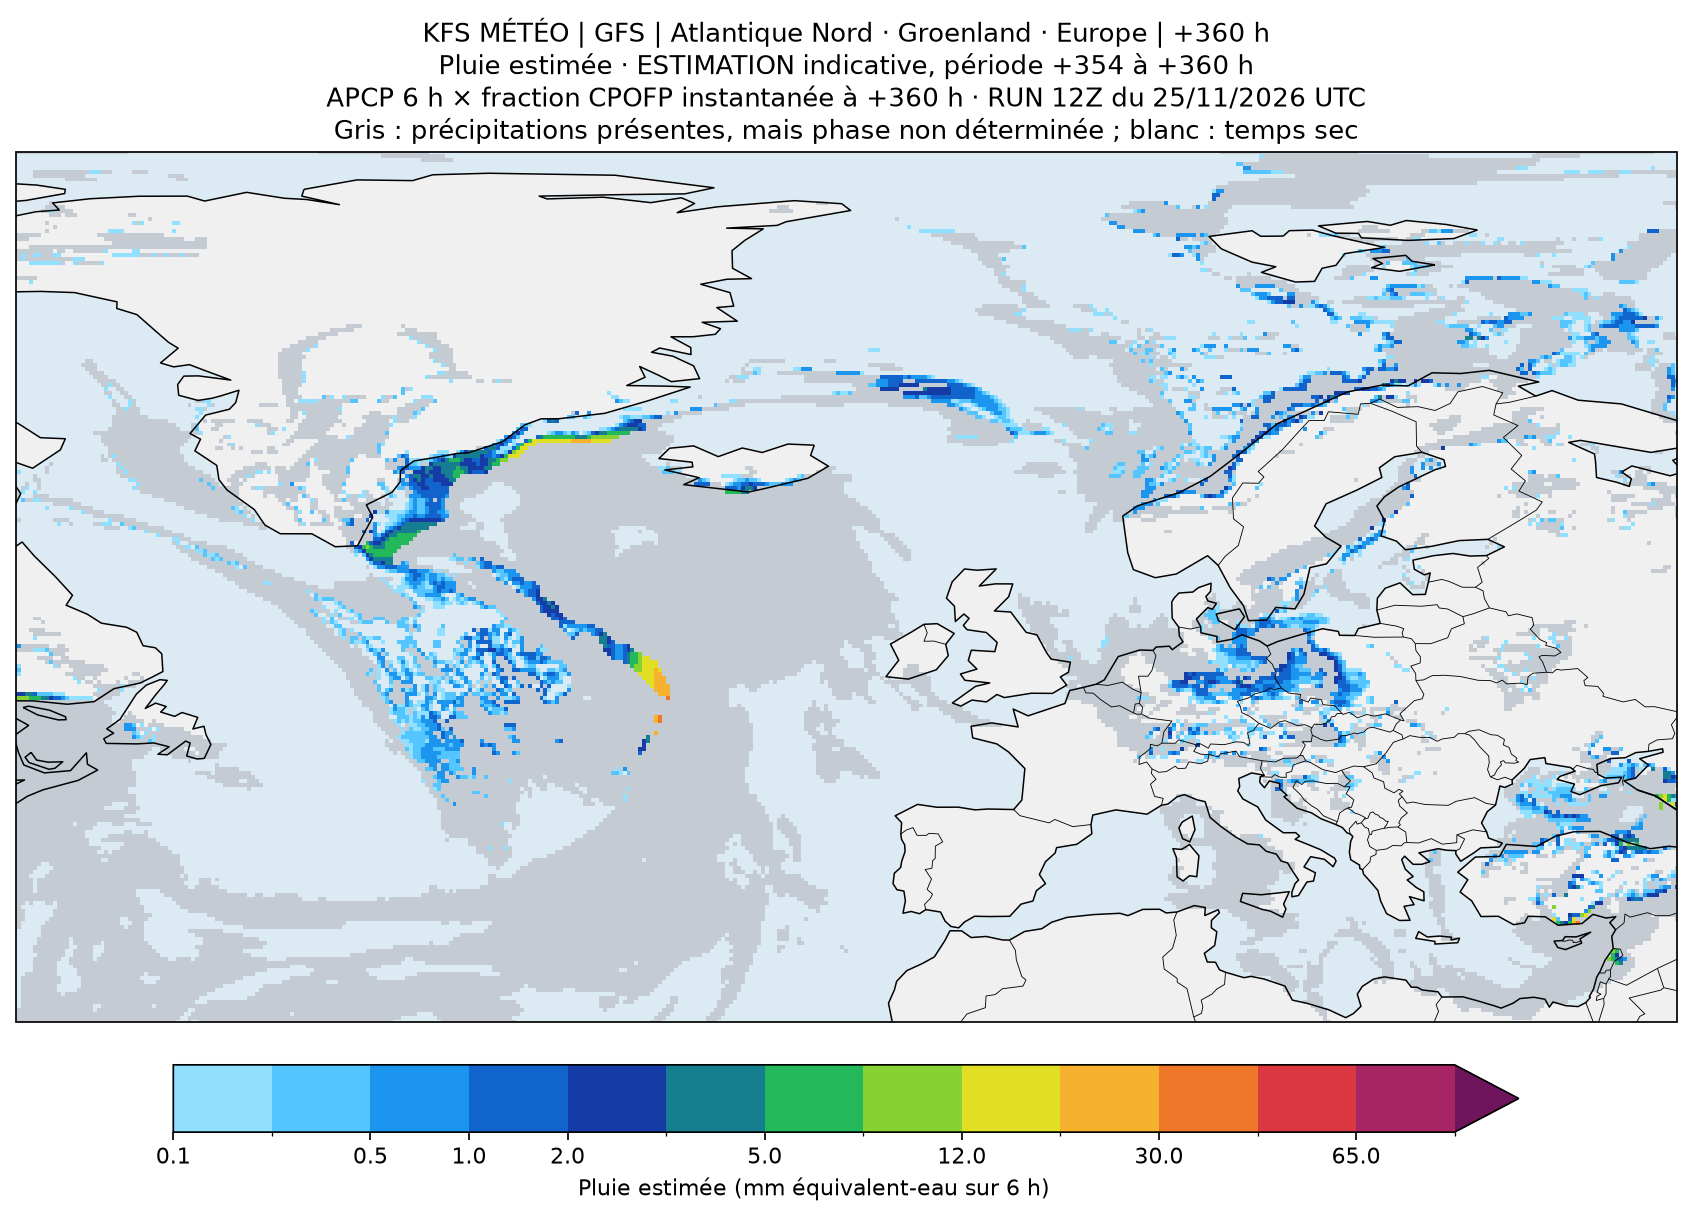 KFS MÉTÉO | GFS | Atlantique Nord · Groenland · Europe | +360 h
Pluie estimée · ESTIMATION indicative, période +354 à +360 h
APCP 6 h × fraction CPOFP instantanée à +360 h · RUN 12Z du 25/11/2026 UTC
Gris : précipitations présentes, mais phase non déterminée ; blanc : temps sec
0.1 0.5 1.0 2.0 5.0 12.0 30.0 65.0
Pluie estimée (mm équivalent-eau sur 6 h)